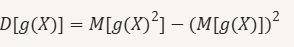 D[g(X)] = M[g(X)²] − (M[g(X)])²